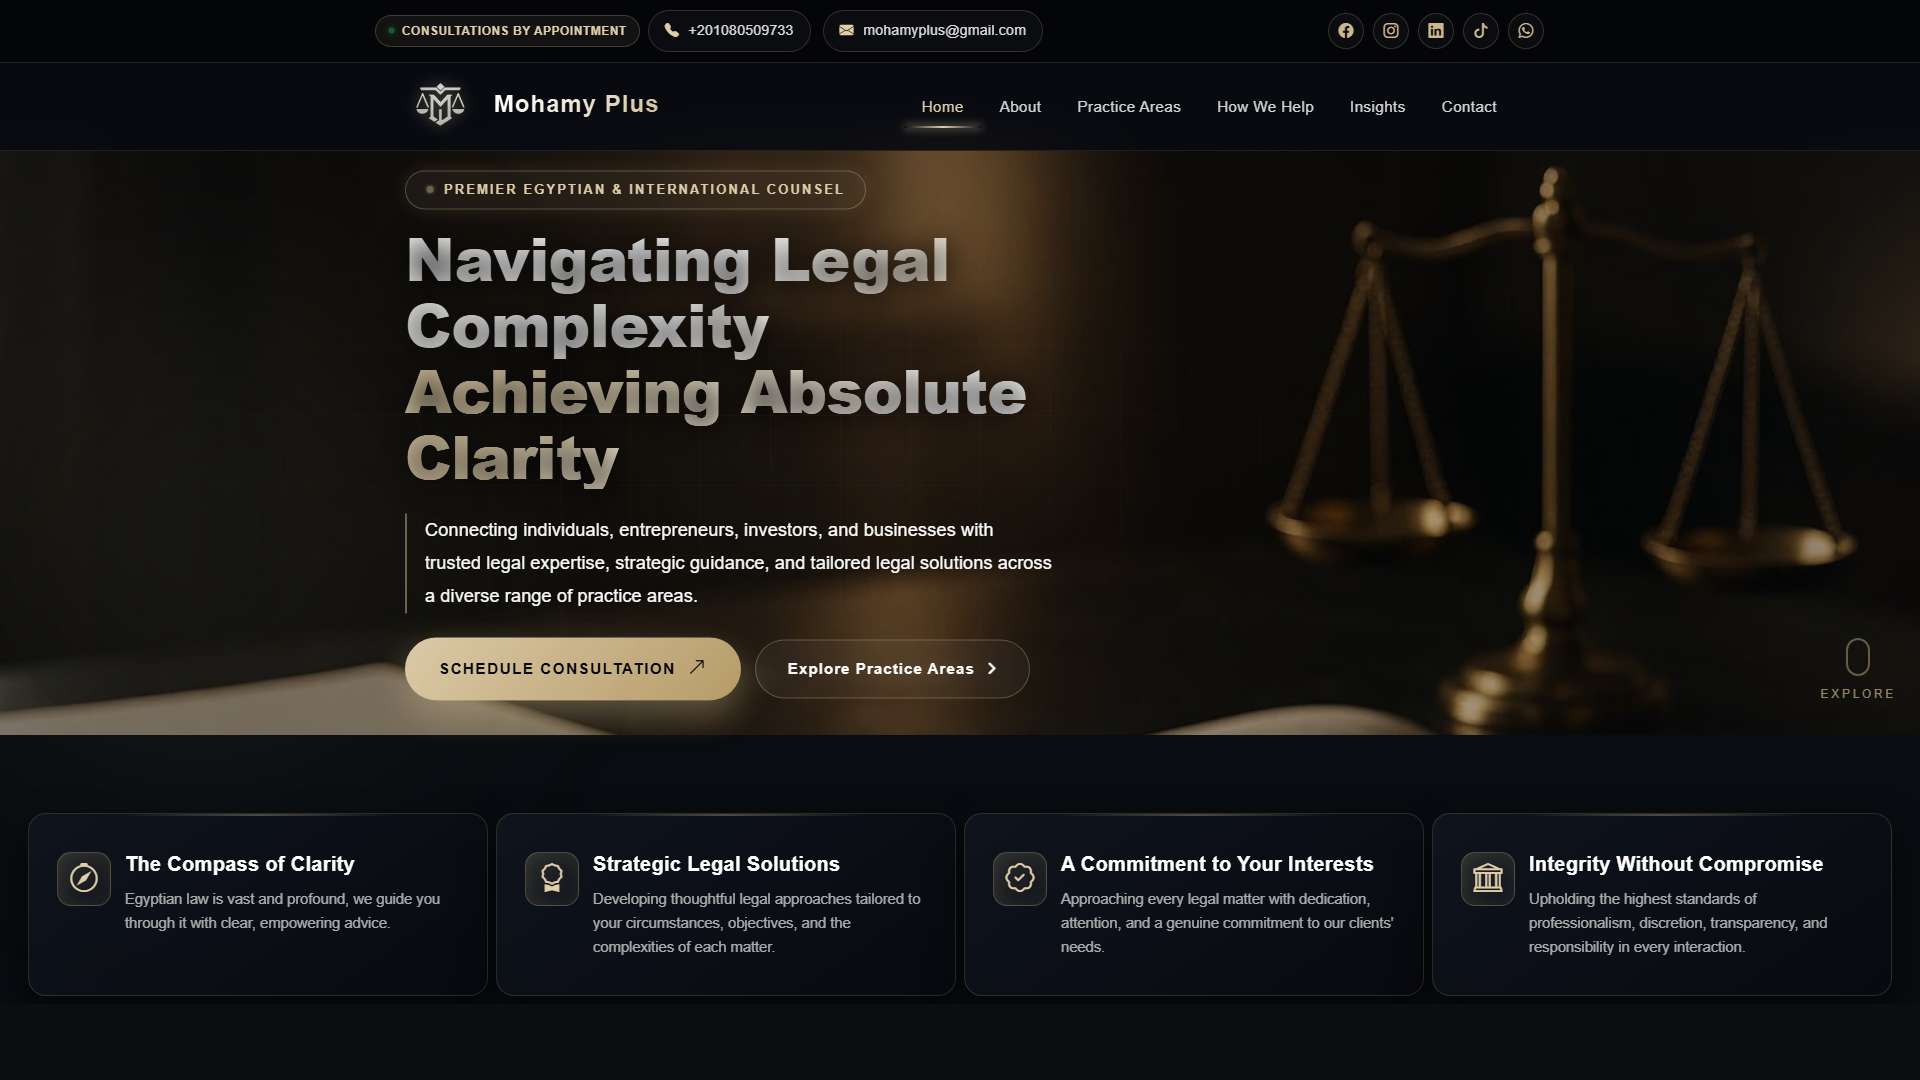 CONSULTATIONS BY APPOINTMENT
+201080509733
mohamyplus@gmail.com
Mohamy Plus
Home
About
Practice Areas
How We Help
Insights
Contact
PREMIER EGYPTIAN & INTERNATIONAL COUNSEL
Navigating Legal
Complexity
Achieving Absolute
Clarity
Connecting individuals, entrepreneurs, investors, and businesses with
trusted legal expertise, strategic guidance, and tailored legal solutions across
a diverse range of practice areas.
SCHEDULE CONSULTATION
Explore Practice Areas
EXPLORE
The Compass of Clarity
Egyptian law is vast and profound, we guide you
through it with clear, empowering advice.
Strategic Legal Solutions
Developing thoughtful legal approaches tailored to
your circumstances, objectives, and the
complexities of each matter.
A Commitment to Your Interests
Approaching every legal matter with dedication,
attention, and a genuine commitment to our clients'
needs.
Integrity Without Compromise
Upholding the highest standards of
professionalism, discretion, transparency, and
responsibility in every interaction.